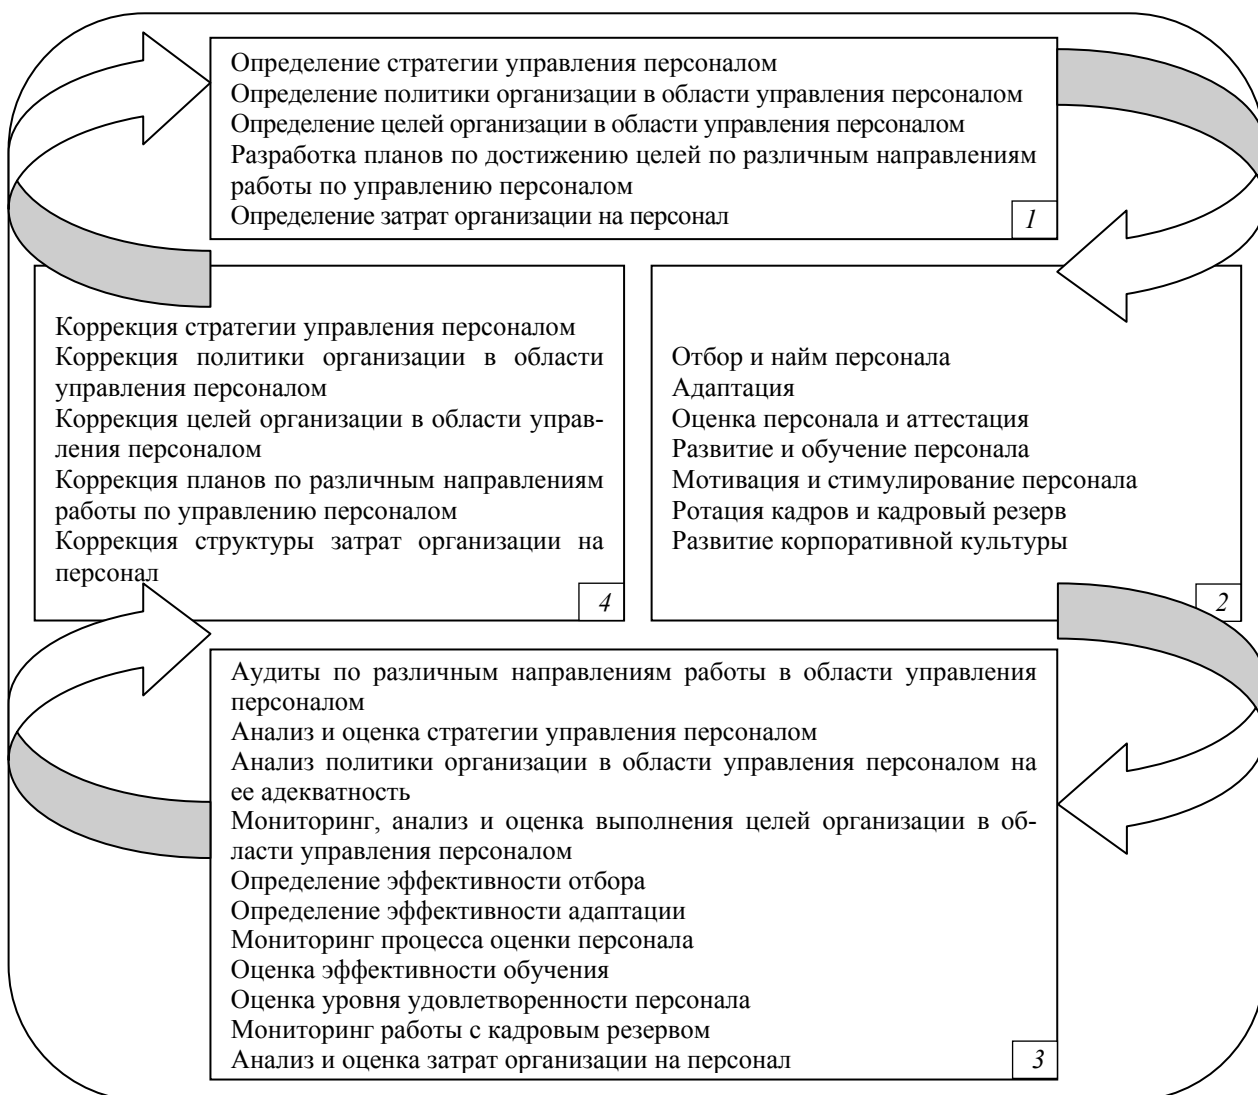 Определение стратегии управления персоналом
Определение политики организации в области управления персоналом
Определение целей организации в области управления персоналом
Разработка планов по достижению целей по различным направлениям
работы по управлению персоналом
Определение затрат организации на персонал
1
Коррекция стратегии управления персоналом
Коррекция политики организации в области
управления персоналом
Коррекция целей организации в области управ-
ления персоналом
Коррекция планов по различным направлениям
работы по управлению персоналом
Коррекция структуры затрат организации на
персонал
4
Отбор и найм персонала
Адаптация
Оценка персонала и аттестация
Развитие и обучение персонала
Мотивация и стимулирование персонала
Ротация кадров и кадровый резерв
Развитие корпоративной культуры
2
Аудиты по различным направлениям работы в области управления
персоналом
Анализ и оценка стратегии управления персоналом
Анализ политики организации в области управления персоналом на
ее адекватность
Мониторинг, анализ и оценка выполнения целей организации в об-
ласти управления персоналом
Определение эффективности отбора
Определение эффективности адаптации
Мониторинг процесса оценки персонала
Оценка эффективности обучения
Оценка уровня удовлетворенности персонала
Мониторинг работы с кадровым резервом
Анализ и оценка затрат организации на персонал
3